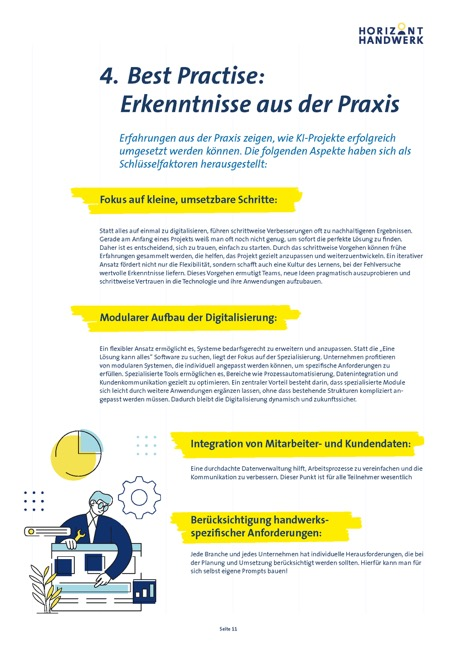 HORIZONT
HANDWERK
4. Best Practise:
Erkenntnisse aus der Praxis
Erfahrungen aus der Praxis zeigen, wie KI-Projekte erfolgreich
umgesetzt werden können. Die folgenden Aspekte haben sich als
Schlüsselfaktoren herausgestellt:
Fokus auf kleine, umsetzbare Schritte:
Statt alles auf einmal zu digitalisieren, führen schrittweise Verbesserungen oft zu nachhaltigeren Ergebnissen.
Gerade am Anfang eines Projekts weiß man oft noch nicht genug, um sofort die perfekte Lösung zu finden.
Daher ist es entscheidend, sich zu trauen, einfach zu starten. Durch das schrittweise Vorgehen können frühe
Erfahrungen gesammelt werden, die helfen, das Projekt gezielt anzupassen und weiterzuentwickeln. Ein iterativer
Ansatz fördert nicht nur die Flexibilität, sondern schafft auch eine Kultur des Lernens, bei der Fehlversuche
wertvolle Erkenntnisse liefern. Dieses Vorgehen ermutigt Teams, neue Ideen pragmatisch auszuprobieren und
schrittweise Vertrauen in die Technologie und ihre Anwendungen aufzubauen.
Modularer Aufbau der Digitalisierung:
Ein flexibler Ansatz ermöglicht es, Systeme bedarfsgerecht zu erweitern und anzupassen. Statt die „Eine
Lösung kann alles" Software zu suchen, liegt der Fokus auf der Spezialisierung. Unternehmen profitieren
von modularen Systemen, die individuell angepasst werden können, um spezifische Anforderungen zu
erfüllen. Spezialisierte Tools ermöglichen es, Bereiche wie Prozessautomatisierung, Datenintegration und
Kundenkommunikation gezielt zu optimieren. Ein zentraler Vorteil besteht darin, dass spezialisierte Module
sich leicht durch weitere Anwendungen ergänzen lassen, ohne dass bestehende Strukturen kompliziert an-
gepasst werden müssen. Dadurch bleibt die Digitalisierung dynamisch und zukunftssicher.
Integration von Mitarbeiter- und Kundendaten:
Eine durchdachte Datenverwaltung hilft, Arbeitsprozesse zu vereinfachen und die
Kommunikation zu verbessern. Dieser Punkt ist für alle Teilnehmer wesentlich
Berücksichtigung handwerks-
spezifischer Anforderungen:
Jede Branche und jedes Unternehmen hat individuelle Herausforderungen, die bei
der Planung und Umsetzung berücksichtigt werden sollten. Hierfür kann man für
sich selbst eigene Prompts bauen!
Seite 11